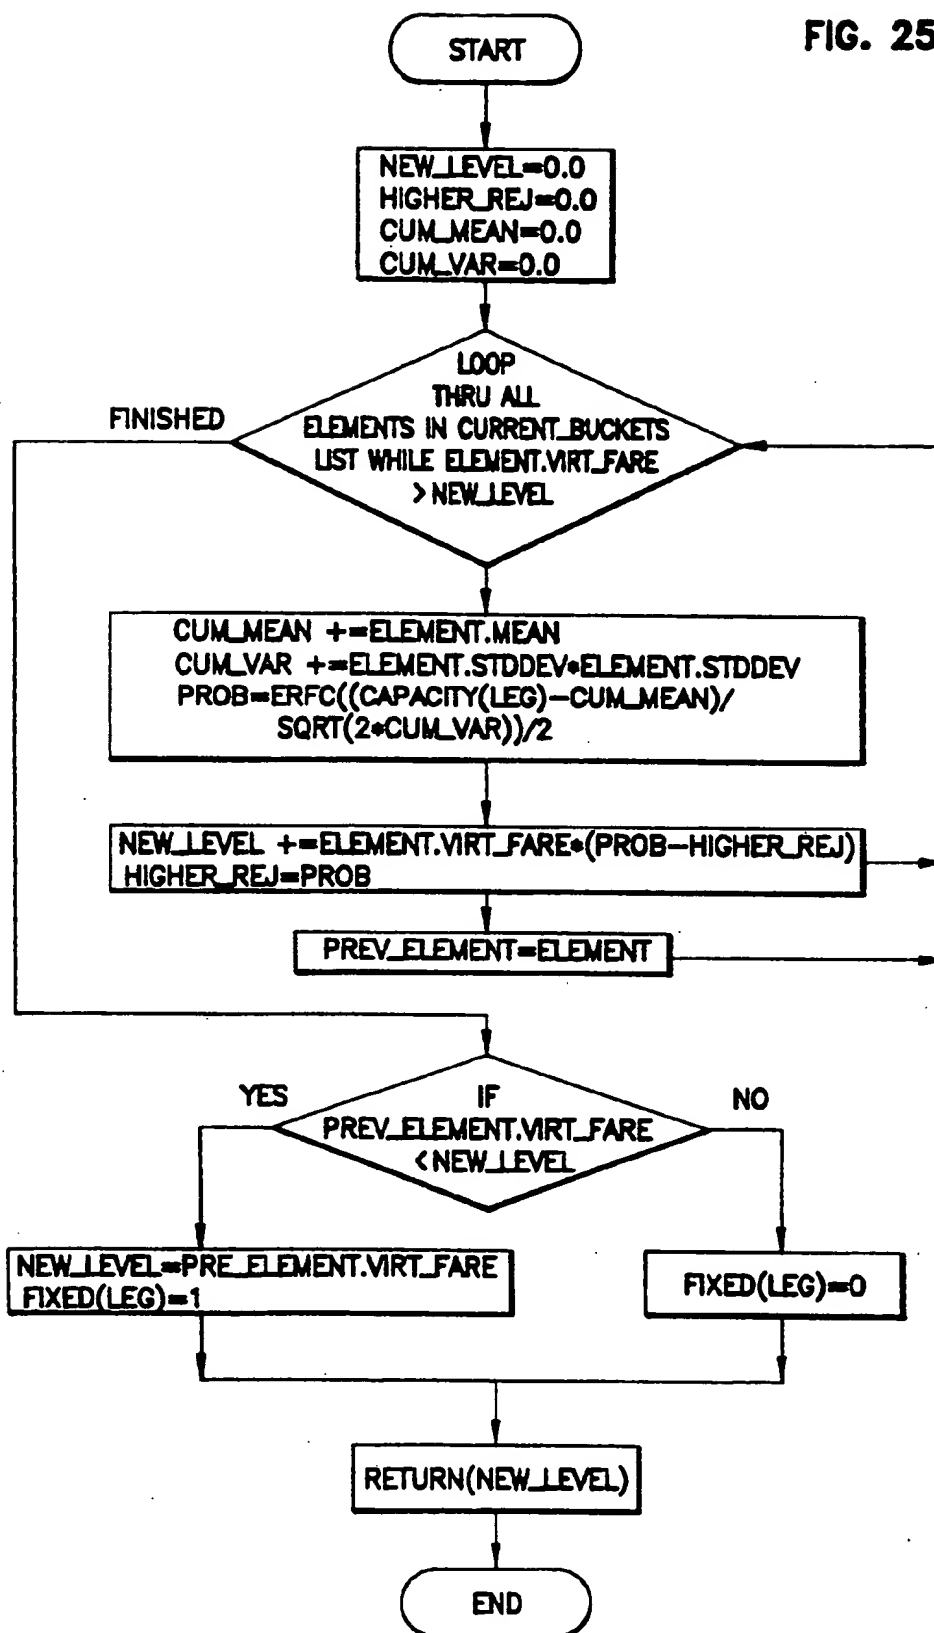 FIG. 25
START
NEW_LEVEL=0.0
HIGHER_REJ=0.0
CUM_MEAN=0.0
CUM_VAR=0.0
LOOP
THRU ALL
ELEMENTS IN CURRENT_BUCKETS
LIST WHILE ELEMENT.VIRT_FARE
>NEW_LEVEL
FINISHED
CUM_MEAN +=ELEMENT.MEAN
CUM_VAR +=ELEMENT.STDDEV*ELEMENT.STDDEV
PROB=ERFC((CAPACITY(LEG)-CUM_MEAN)/
SQRT(2*CUM_VAR))/2
NEW_LEVEL +=ELEMENT.VIRT_FARE*(PROB-HIGHER_REJ)
HIGHER_REJ=PROB
PREV_ELEMENT=ELEMENT
YES
IF
PREV_ELEMENT.VIRT_FARE
<NEW_LEVEL
NO
NEW_LEVEL=PRE_ELEMENT.VIRT_FARE
FIXED(LEG)=1
FIXED(LEG)=0
RETURN(NEW_LEVEL)
END